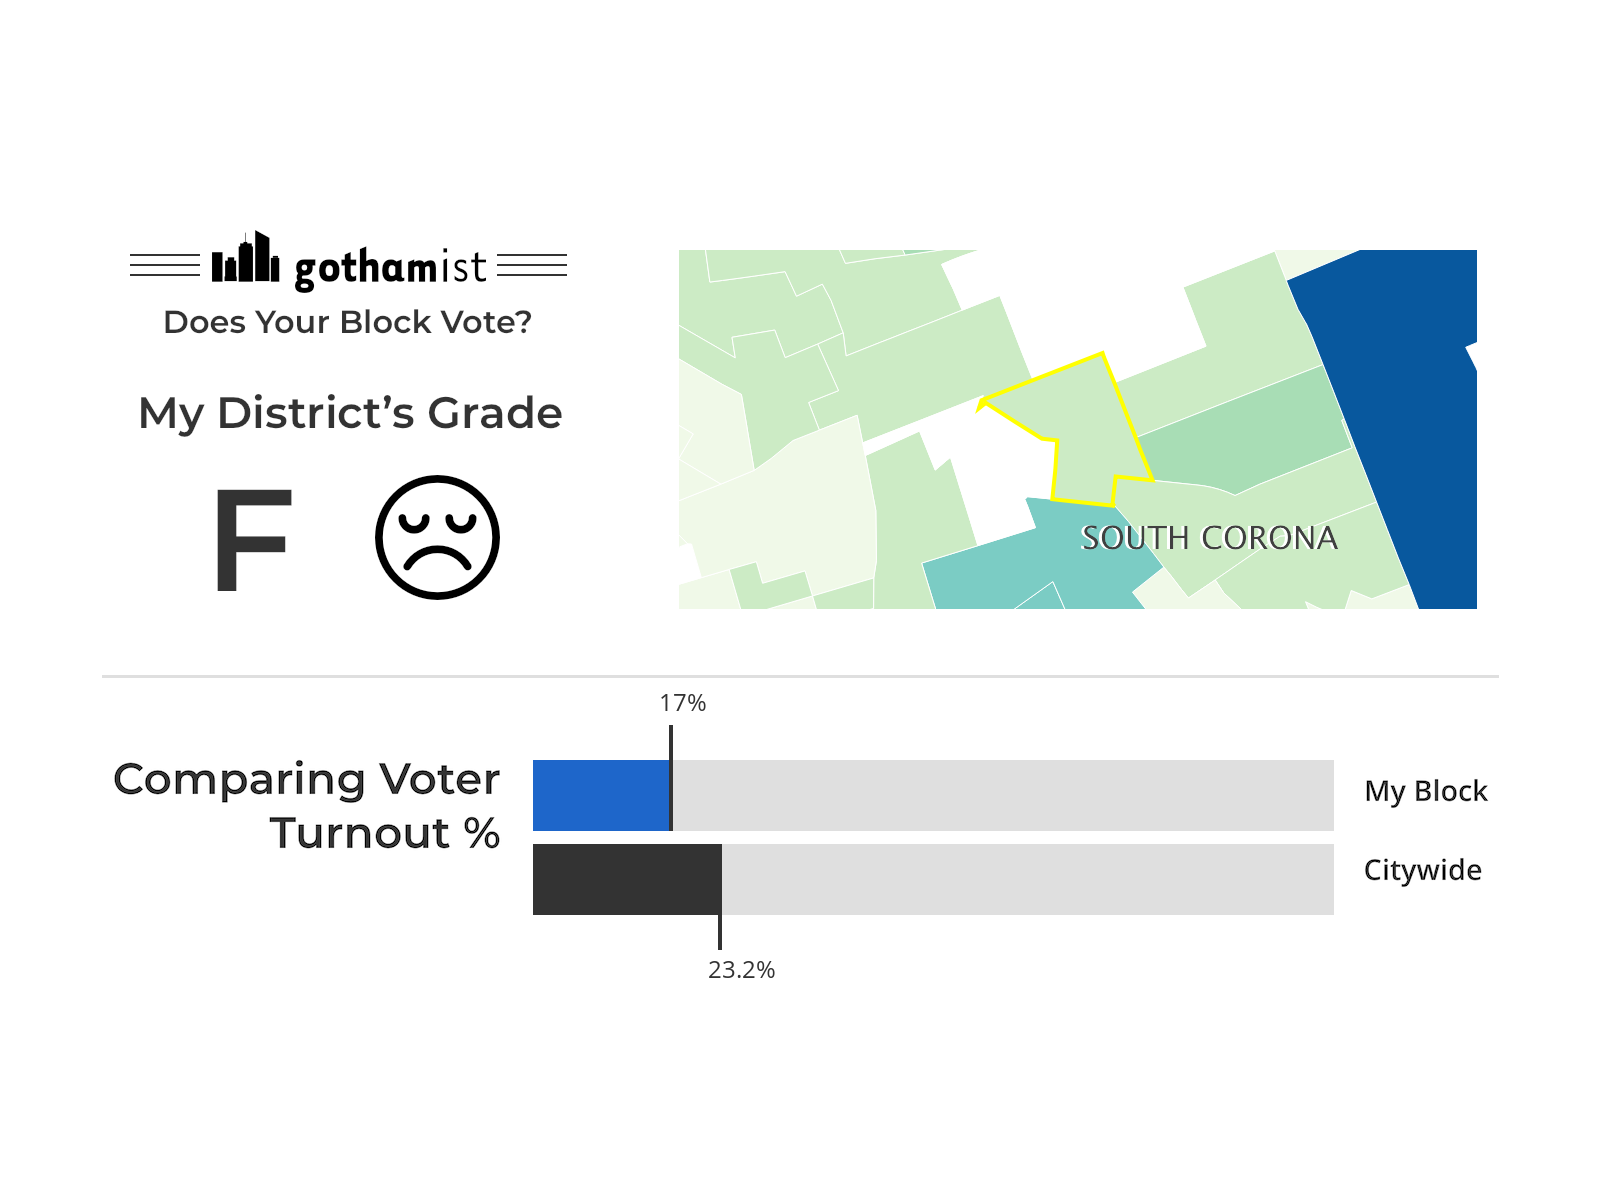 gothamist
Does Your Block Vote?
My District’s Grade
F
SOUTH CORONA
17%
Comparing Voter
Turnout %
My Block
Citywide
23.2%